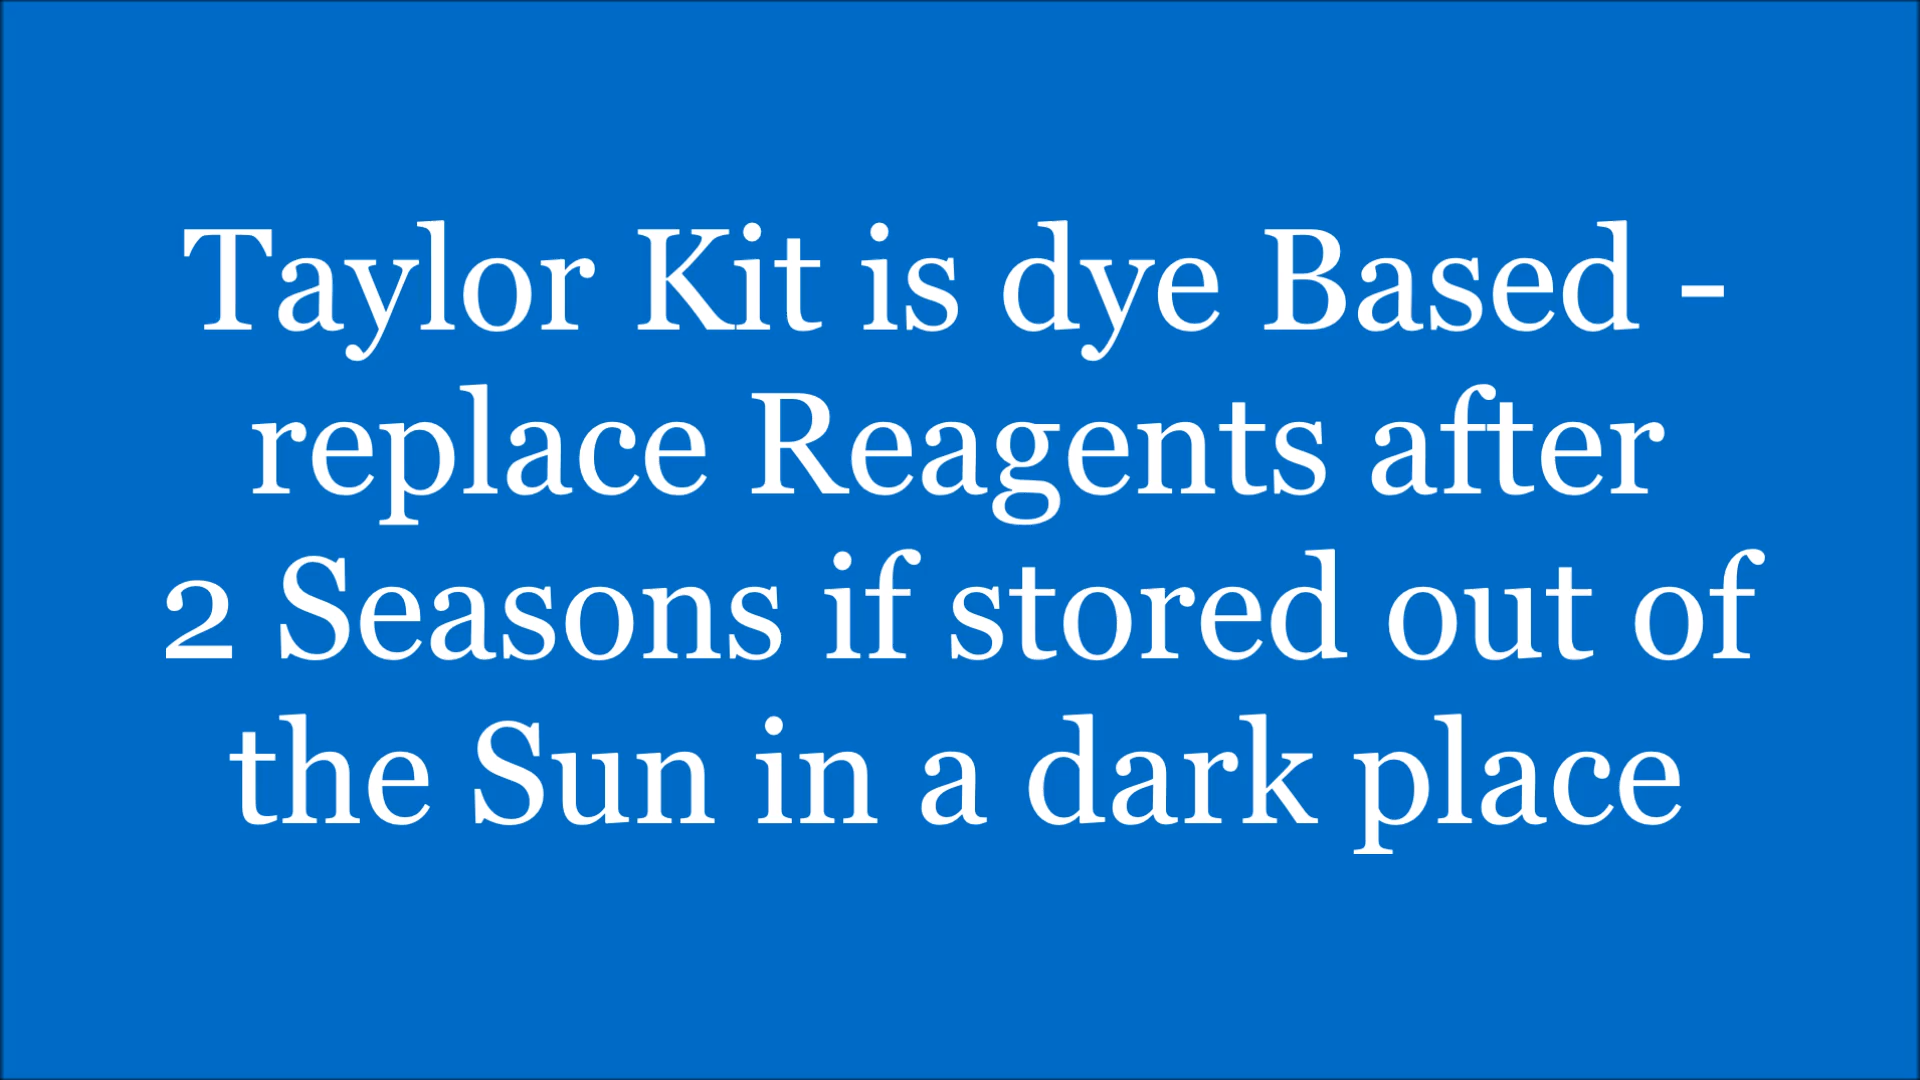 Taylor Kit is dye Based -
replace Reagents after
2 Seasons if stored out of
the Sun in a dark place